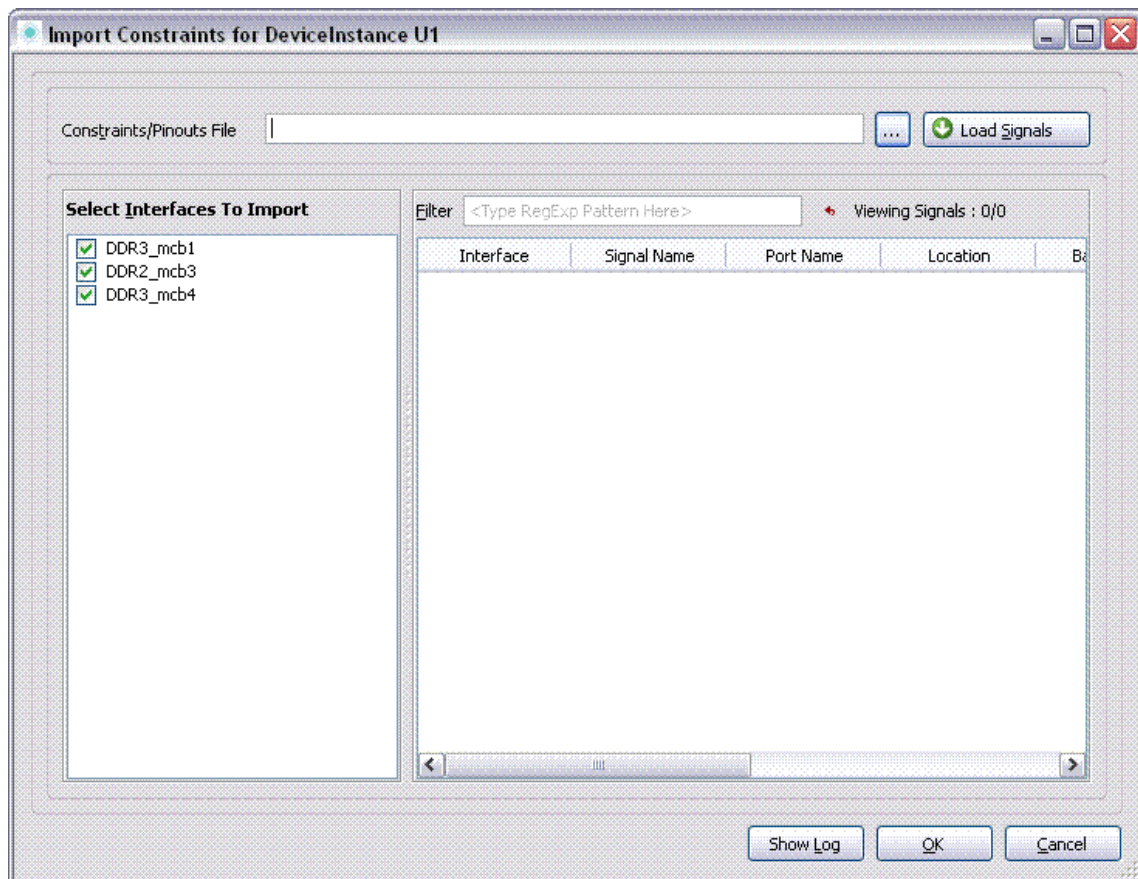 Import Constraints for DeviceInstance U1
Constraints/Pinouts File
...
Load Signals
Select Interfaces To Import
DDR3_mcb1
DDR2_mcb3
DDR3_mcb4
Filter <Type RegExp Pattern Here> Viewing Signals : 0/0
Interface Signal Name Port Name Location Ba
Show Log OK Cancel